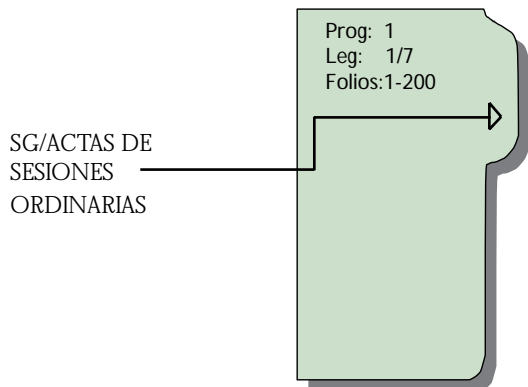 Prog: 1
Leg: 1/7
Folios:1-200
SG/ACTAS DE
SESIONES
ORDINARIAS